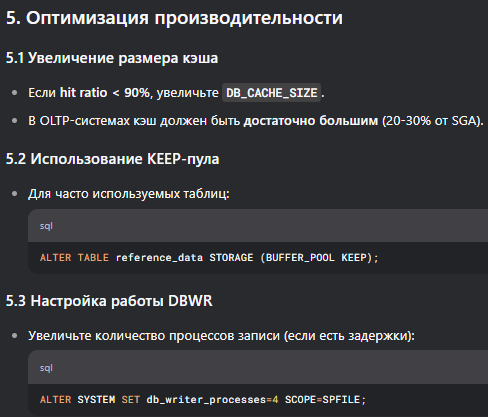 5. Оптимизация производительности
5.1 Увеличение размера кэша
• Если hit ratio < 90%, увеличьте DB_CACHE_SIZE.
• В OLTP-системах кэш должен быть достаточно большим (20-30% от SGA).
5.2 Использование KEEP-пула
• Для часто используемых таблиц:
sql
ALTER TABLE reference_data STORAGE (BUFFER_POOL KEEP);
5.3 Настройка работы DBWR
• Увеличьте количество процессов записи (если есть задержки):
sql
ALTER SYSTEM SET db_writer_processes=4 SCOPE=SPFILE;